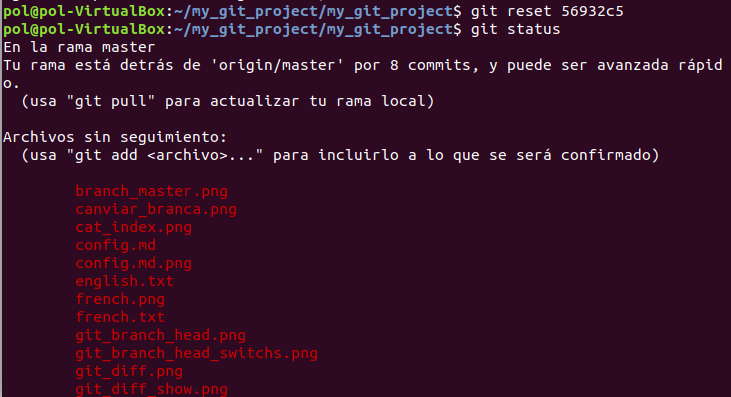 pol@pol-VirtualBox:~/my_git_project/my_git_project$ git reset 56932c5
pol@pol-VirtualBox:~/my_git_project/my_git_project$ git status
En la rama master
Tu rama está detrás de 'origin/master' por 8 commits, y puede ser avanzada rápid
o.
  (usa "git pull" para actualizar tu rama local)

Archivos sin seguimiento:
  (usa "git add <archivo>..." para incluirlo a lo que se será confirmado)

        branch_master.png
        canviar_branca.png
        cat_index.png
        config.md
        config.md.png
        english.txt
        french.png
        french.txt
        git_branch_head.png
        git_branch_head_switchs.png
        git_diff.png
        git_diff_show.png